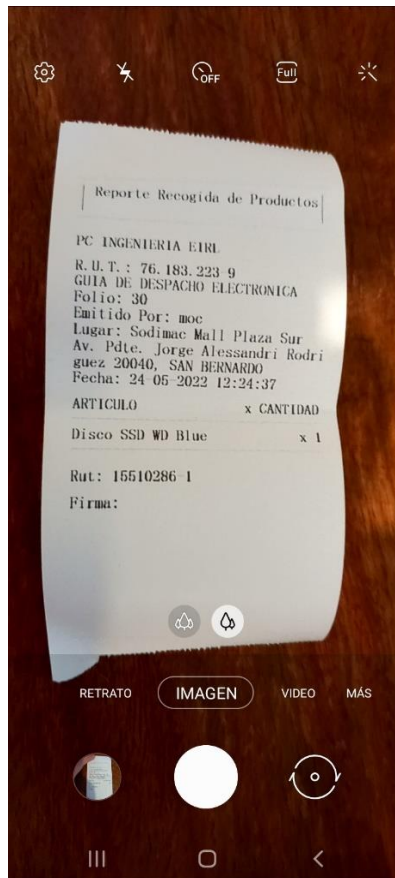 OFF
Full
Reporte Recogida de Productos
PC INGENIERIA EIRL
R.U.T.: 76.183.223-9
GUIA DE DESPACHO ELECTRONICA
Folio: 30
Emitido Por: moc
Lugar: Sodimac Mall Plaza Sur
Av. Pdte. Jorge Alessandri Rodri
guez 20040, SAN BERNARDO
Fecha: 24-05-2022 12:24:37
ARTICULO x CANTIDAD
Disco SSD WD Blue x 1
Rut: 15510286-1
Firma:
RETRATO IMAGEN VIDEO MÁS